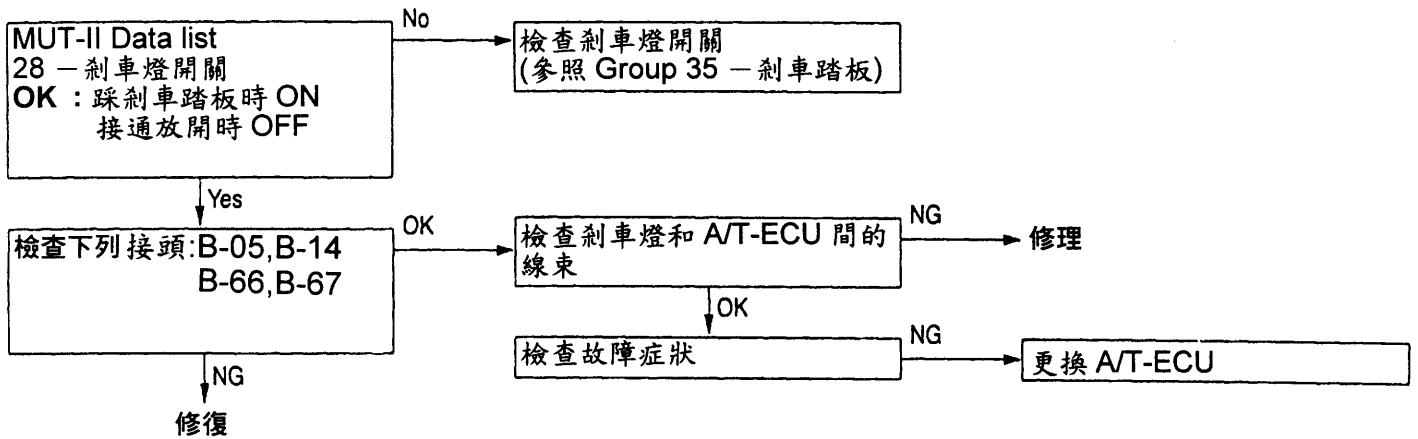 MUT-II Data list
28 －剎車燈開關
OK ：踩剎車踏板時 ON
接通放開時 OFF
No
檢查剎車燈開關
(參照 Group 35 －剎車踏板)
Yes
檢查下列接頭:B-05,B-14
B-66,B-67
OK
檢查剎車燈和 A/T-ECU 間的
線束
NG
修理
OK
檢查故障症狀
NG
更換 A/T-ECU
NG
修復